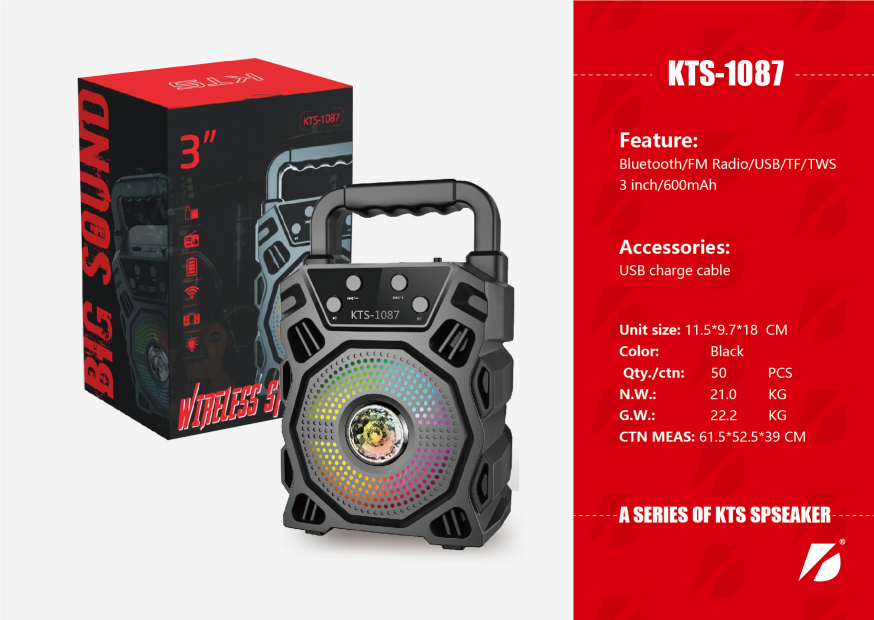 KTS
BIG SOUND
KTS-1087
3"
WIRELESS
KTS-1087
KTS-1087
Feature:
Bluetooth/FM Radio/USB/TF/TWS
3 inch/600mAh
Accessories:
USB charge cable
Unit size: 11.5*9.7*18 CM
Color: Black
Qty./ctn: 50 PCS
N.W.: 21.0 KG
G.W.: 22.2 KG
CTN MEAS: 61.5*52.5*39 CM
A SERIES OF KTS SPSEAKER
®